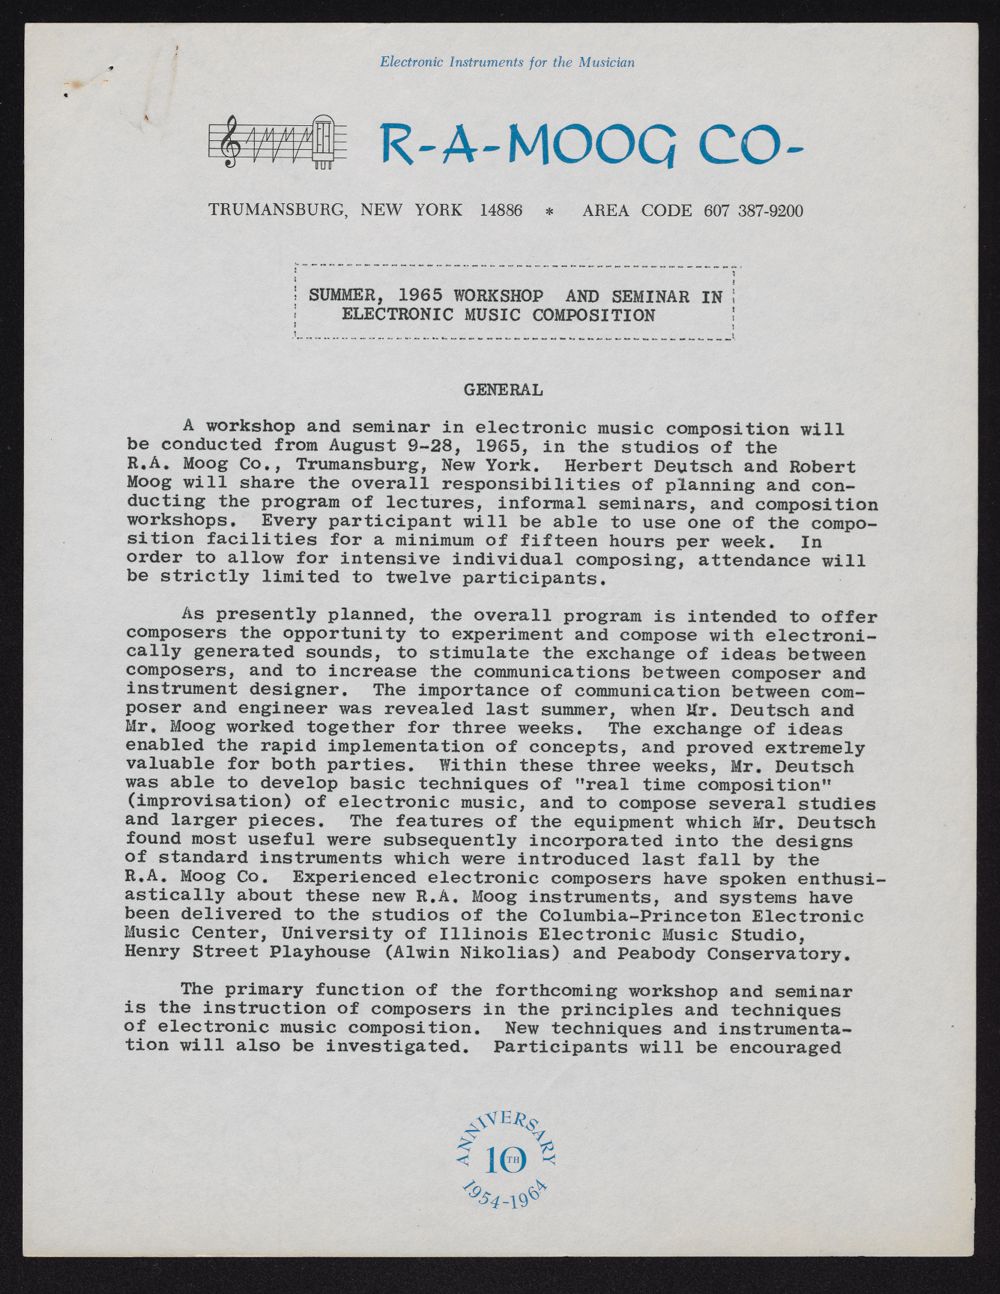 Electronic Instruments for the Musician
R-A-MOOG CO-
TRUMANSBURG, NEW YORK 14886 * AREA CODE 607 387-9200
SUMMER, 1965 WORKSHOP AND SEMINAR IN
ELECTRONIC MUSIC COMPOSITION
GENERAL
A workshop and seminar in electronic music composition will
be conducted from August 9-28, 1965, in the studios of the
R.A. Moog Co., Trumansburg, New York. Herbert Deutsch and Robert
Moog will share the overall responsibilities of planning and con-
ducting the program of lectures, informal seminars, and composition
workshops. Every participant will be able to use one of the compo-
sition facilities for a minimum of fifteen hours per week. In
order to allow for intensive individual composing, attendance will
be strictly limited to twelve participants.
As presently planned, the overall program is intended to offer
composers the opportunity to experiment and compose with electroni-
cally generated sounds, to stimulate the exchange of ideas between
composers, and to increase the communications between composer and
instrument designer. The importance of communication between com-
poser and engineer was revealed last summer, when Mr. Deutsch and
Mr. Moog worked together for three weeks. The exchange of ideas
enabled the rapid implementation of concepts, and proved extremely
valuable for both parties. Within these three weeks, Mr. Deutsch
was able to develop basic techniques of "real time composition"
(improvisation) of electronic music, and to compose several studies
and larger pieces. The features of the equipment which Mr. Deutsch
found most useful were subsequently incorporated into the designs
of standard instruments which were introduced last fall by the
R.A. Moog Co. Experienced electronic composers have spoken enthusi-
astically about these new R.A. Moog instruments, and systems have
been delivered to the studios of the Columbia-Princeton Electronic
Music Center, University of Illinois Electronic Music Studio,
Henry Street Playhouse (Alwin Nikolias) and Peabody Conservatory.
The primary function of the forthcoming workshop and seminar
is the instruction of composers in the principles and techniques
of electronic music composition. New techniques and instrumenta-
tion will also be investigated. Participants will be encouraged
ANNIVERSARY
10TH
1954-1964